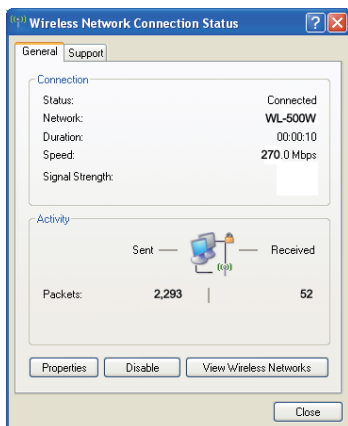 Wireless Network Connection Status
General Support
Connection
Status: Connected
Network: WL-500W
Duration: 00:00:10
Speed: 270.0 Mbps
Signal Strength:
Activity
Sent Received
Packets: 2,293 52
Properties Disable View Wireless Networks
Close